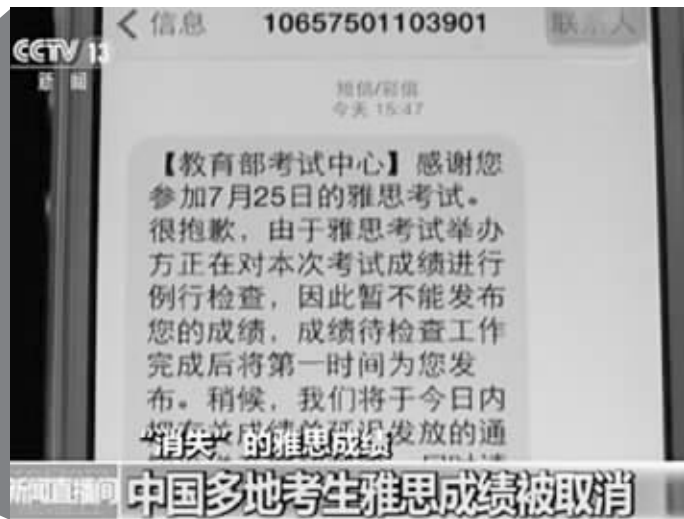 CCTV 13
新闻
信息
10657501103901
联系人
短信/彩信
今天 15:47
【教育部考试中心】感谢您
参加7月25日的雅思考试。
很抱歉，由于雅思考试举办
方正在对本次考试成绩进行
例行检查，因此暂不能发布
您的成绩，成绩待检查工作
完成后将第一时间为您发
布。稍候，我们将于今日内
发放的通
“消失”的雅思成绩
新闻直播间
中国多地考生雅思成绩被取消